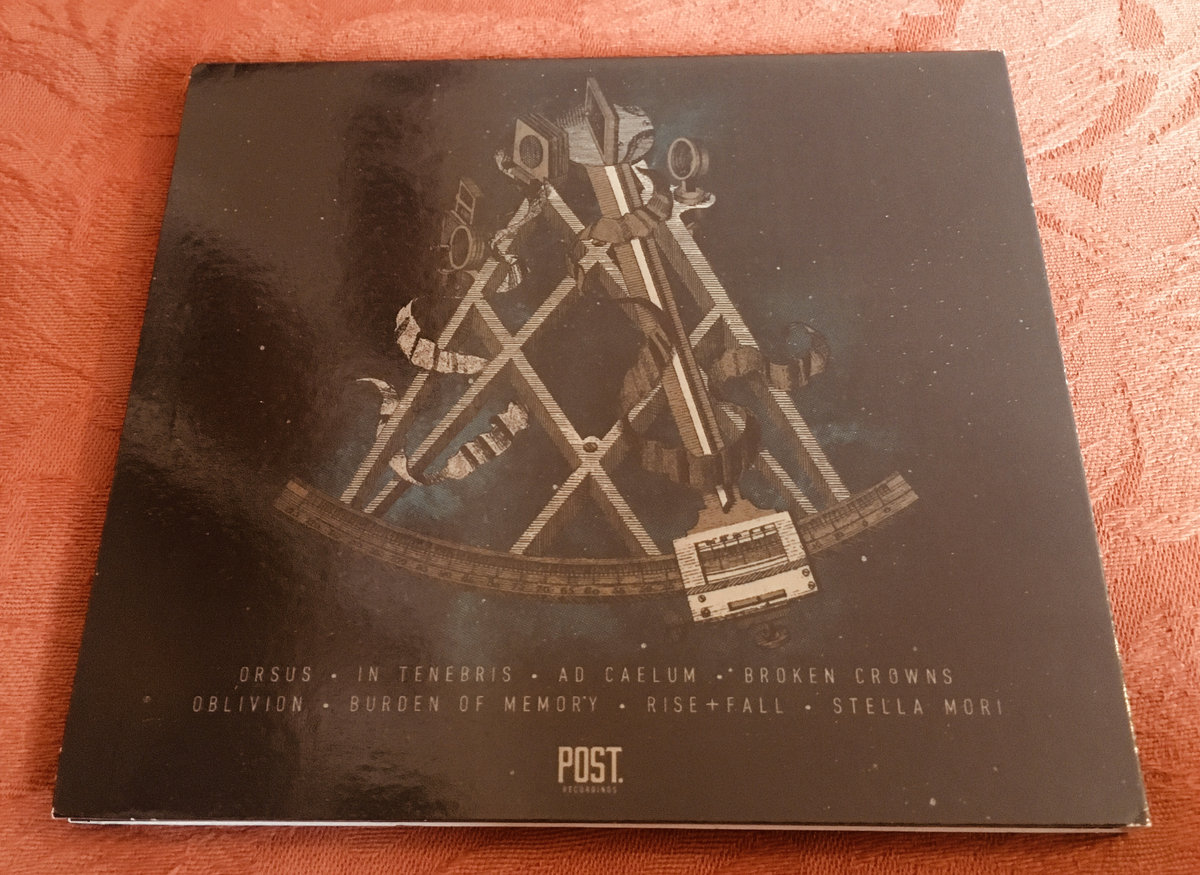 ORSUS • IN TENEBRIS • AD CAELUM • BROKEN CROWNS
OBLIVION • BURDEN OF MEMORY • RISE+FALL • STELLA MORI
POST.
RECORDINGS